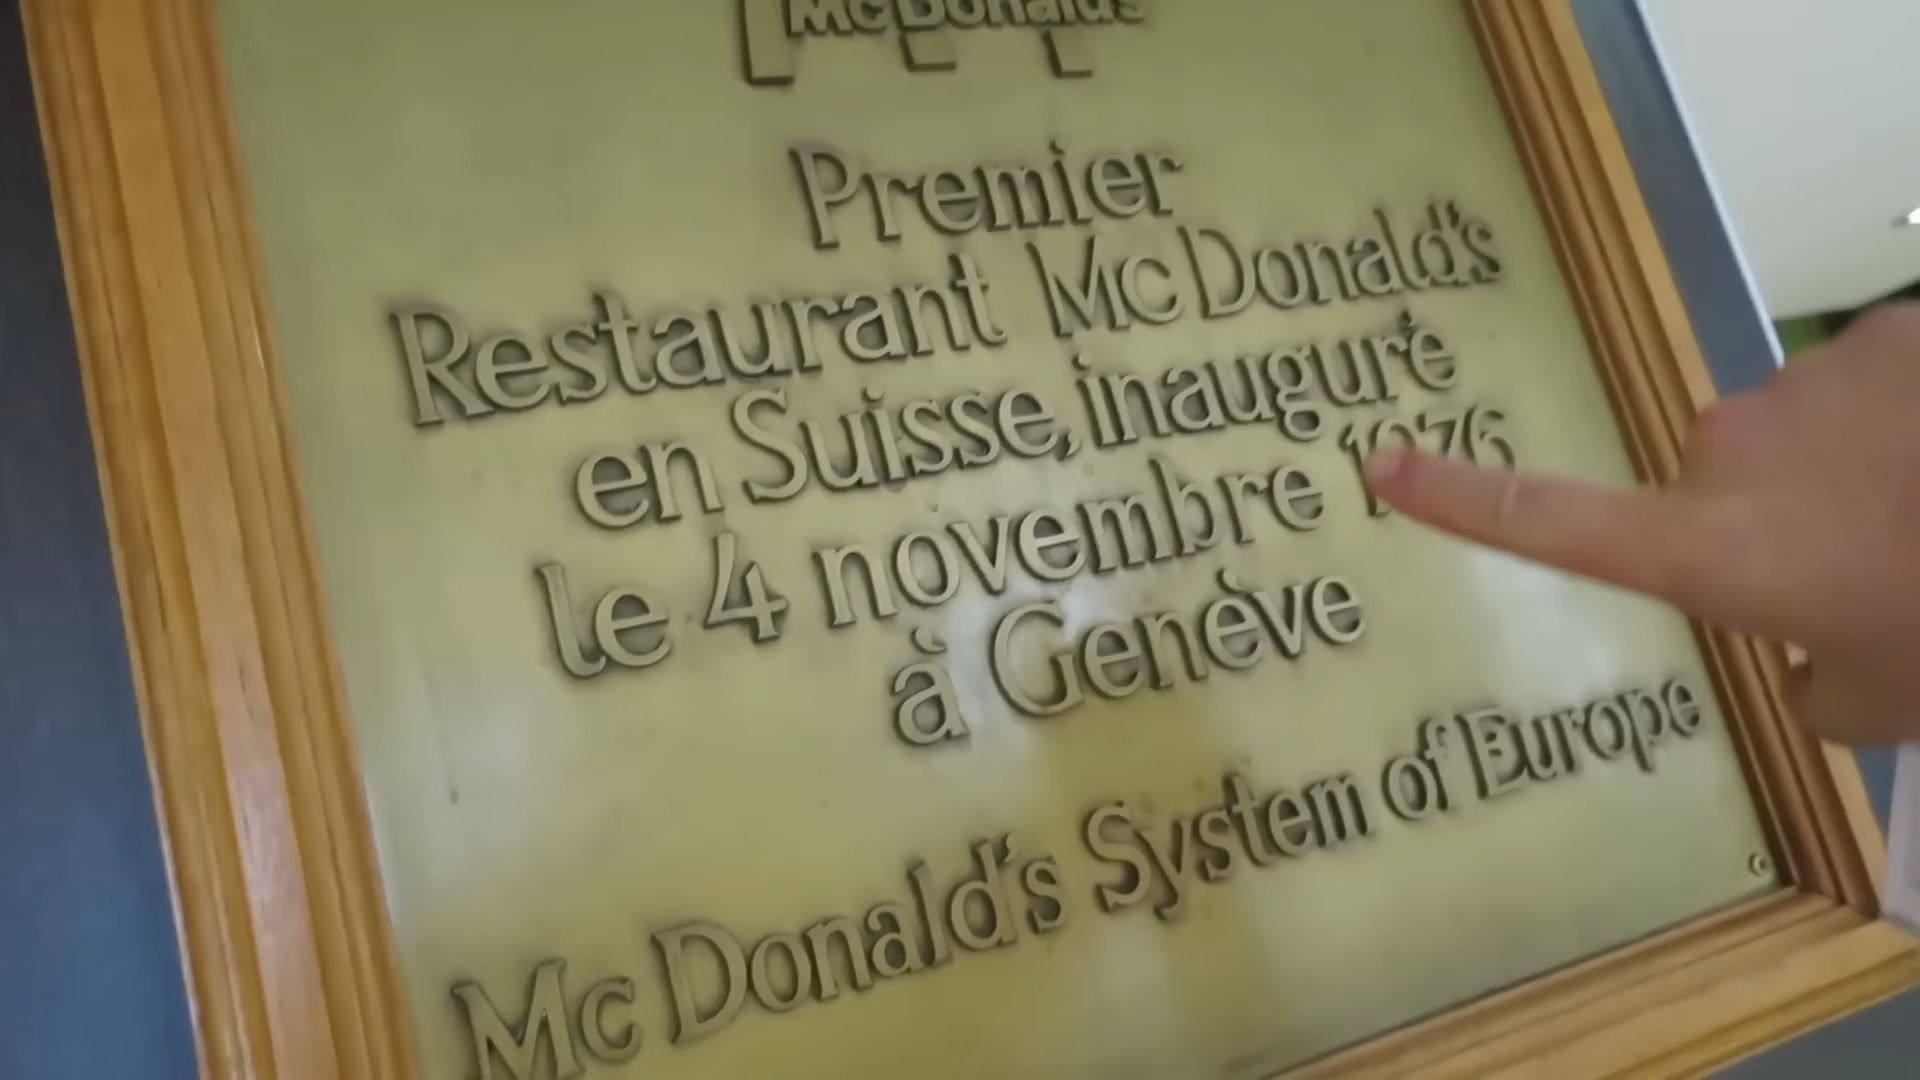 McDonald's
Premier
Restaurant McDonald's
en Suisse, inauguré
le 4 novembre 1976
à Genève
McDonald's System of Europe